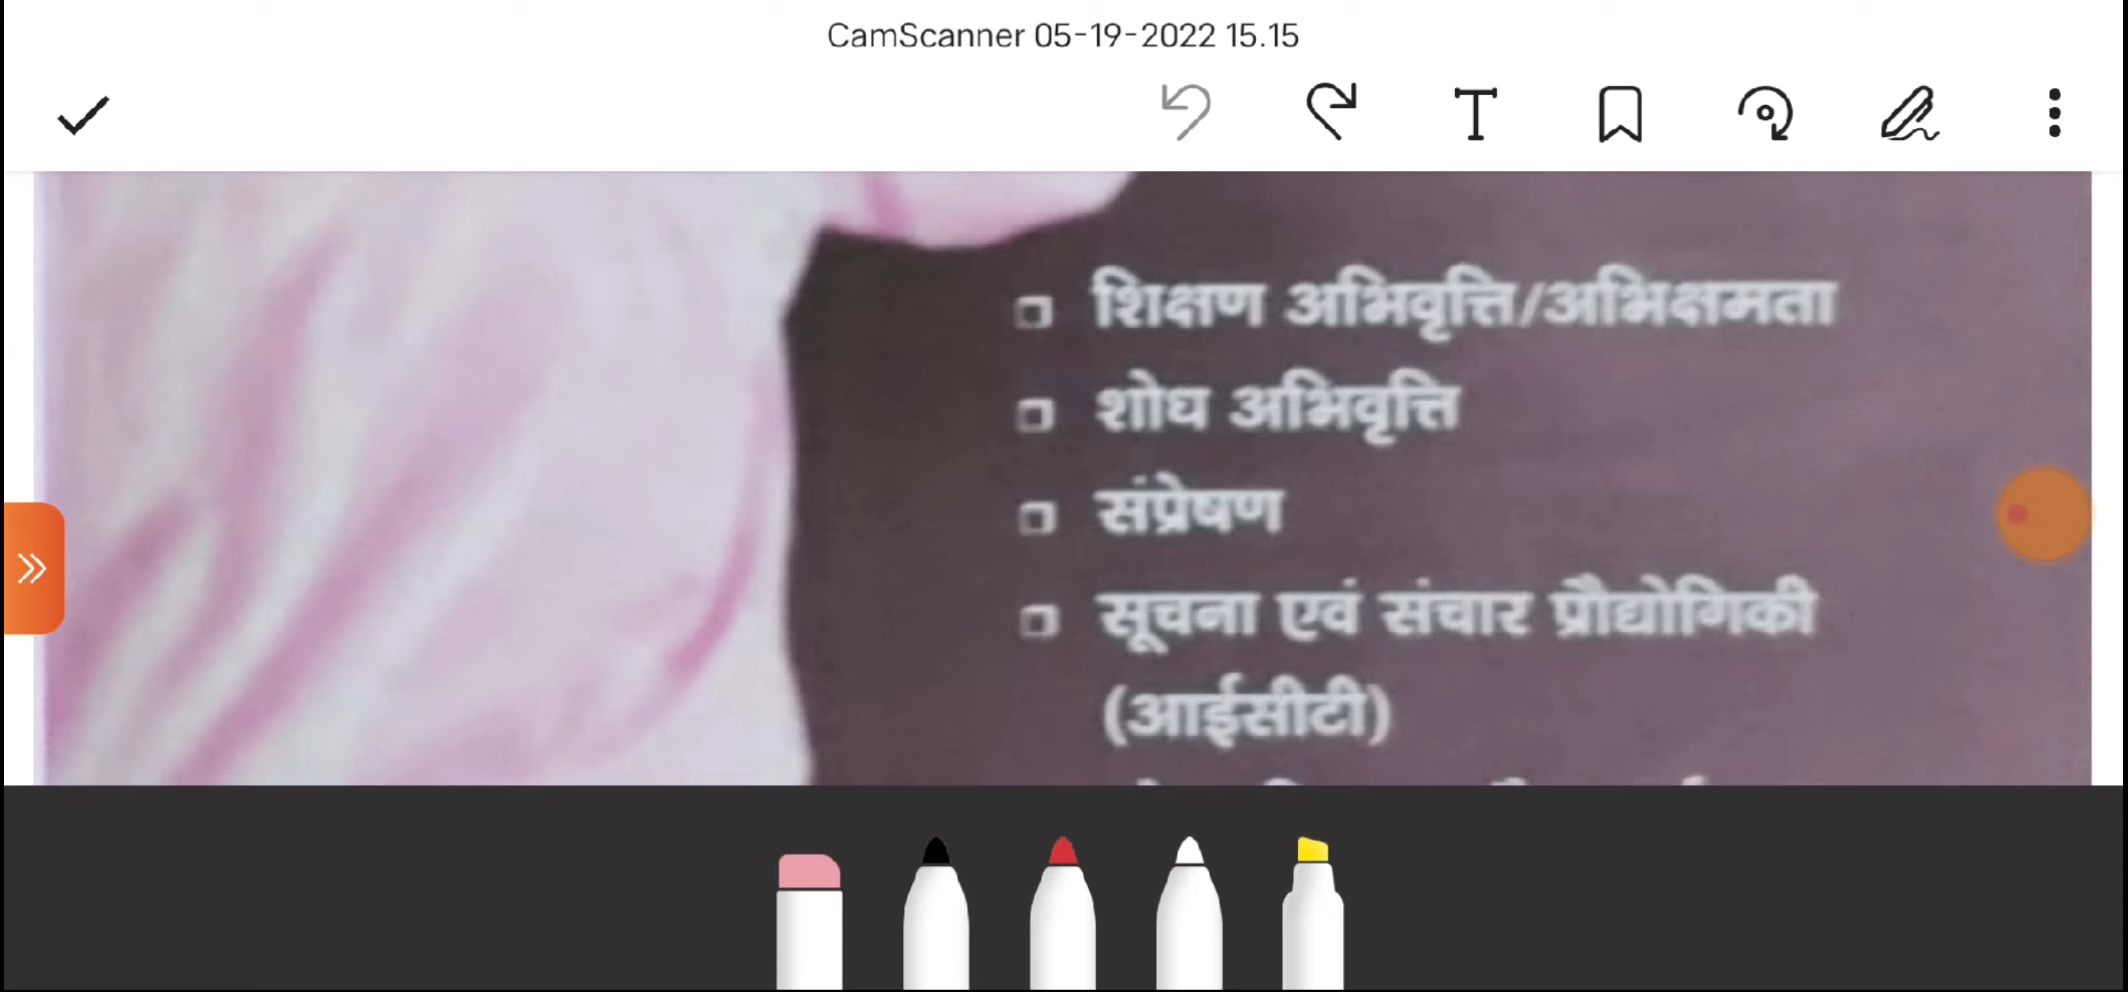 CamScanner 05-19-2022 15.15
❐ शिक्षण अभिवृत्ति/अभिक्षमता
❐ शोध अभिवृत्ति
❐ संप्रेषण
❐ सूचना एवं संचार प्रौद्योगिकी
(आईसीटी)